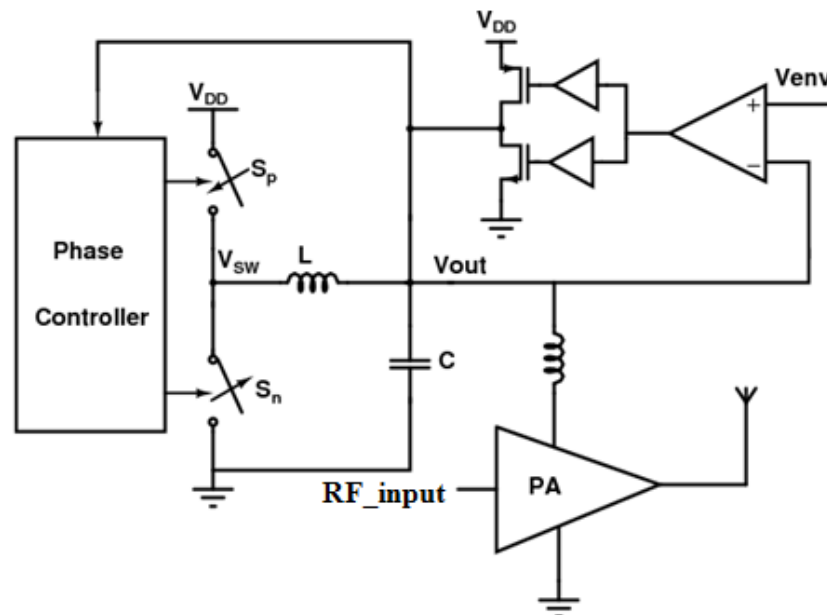 VDD
Venv
+
−
VDD
Sp
Phase
Controller
VSW
L
Vout
C
Sn
RF_input
PA